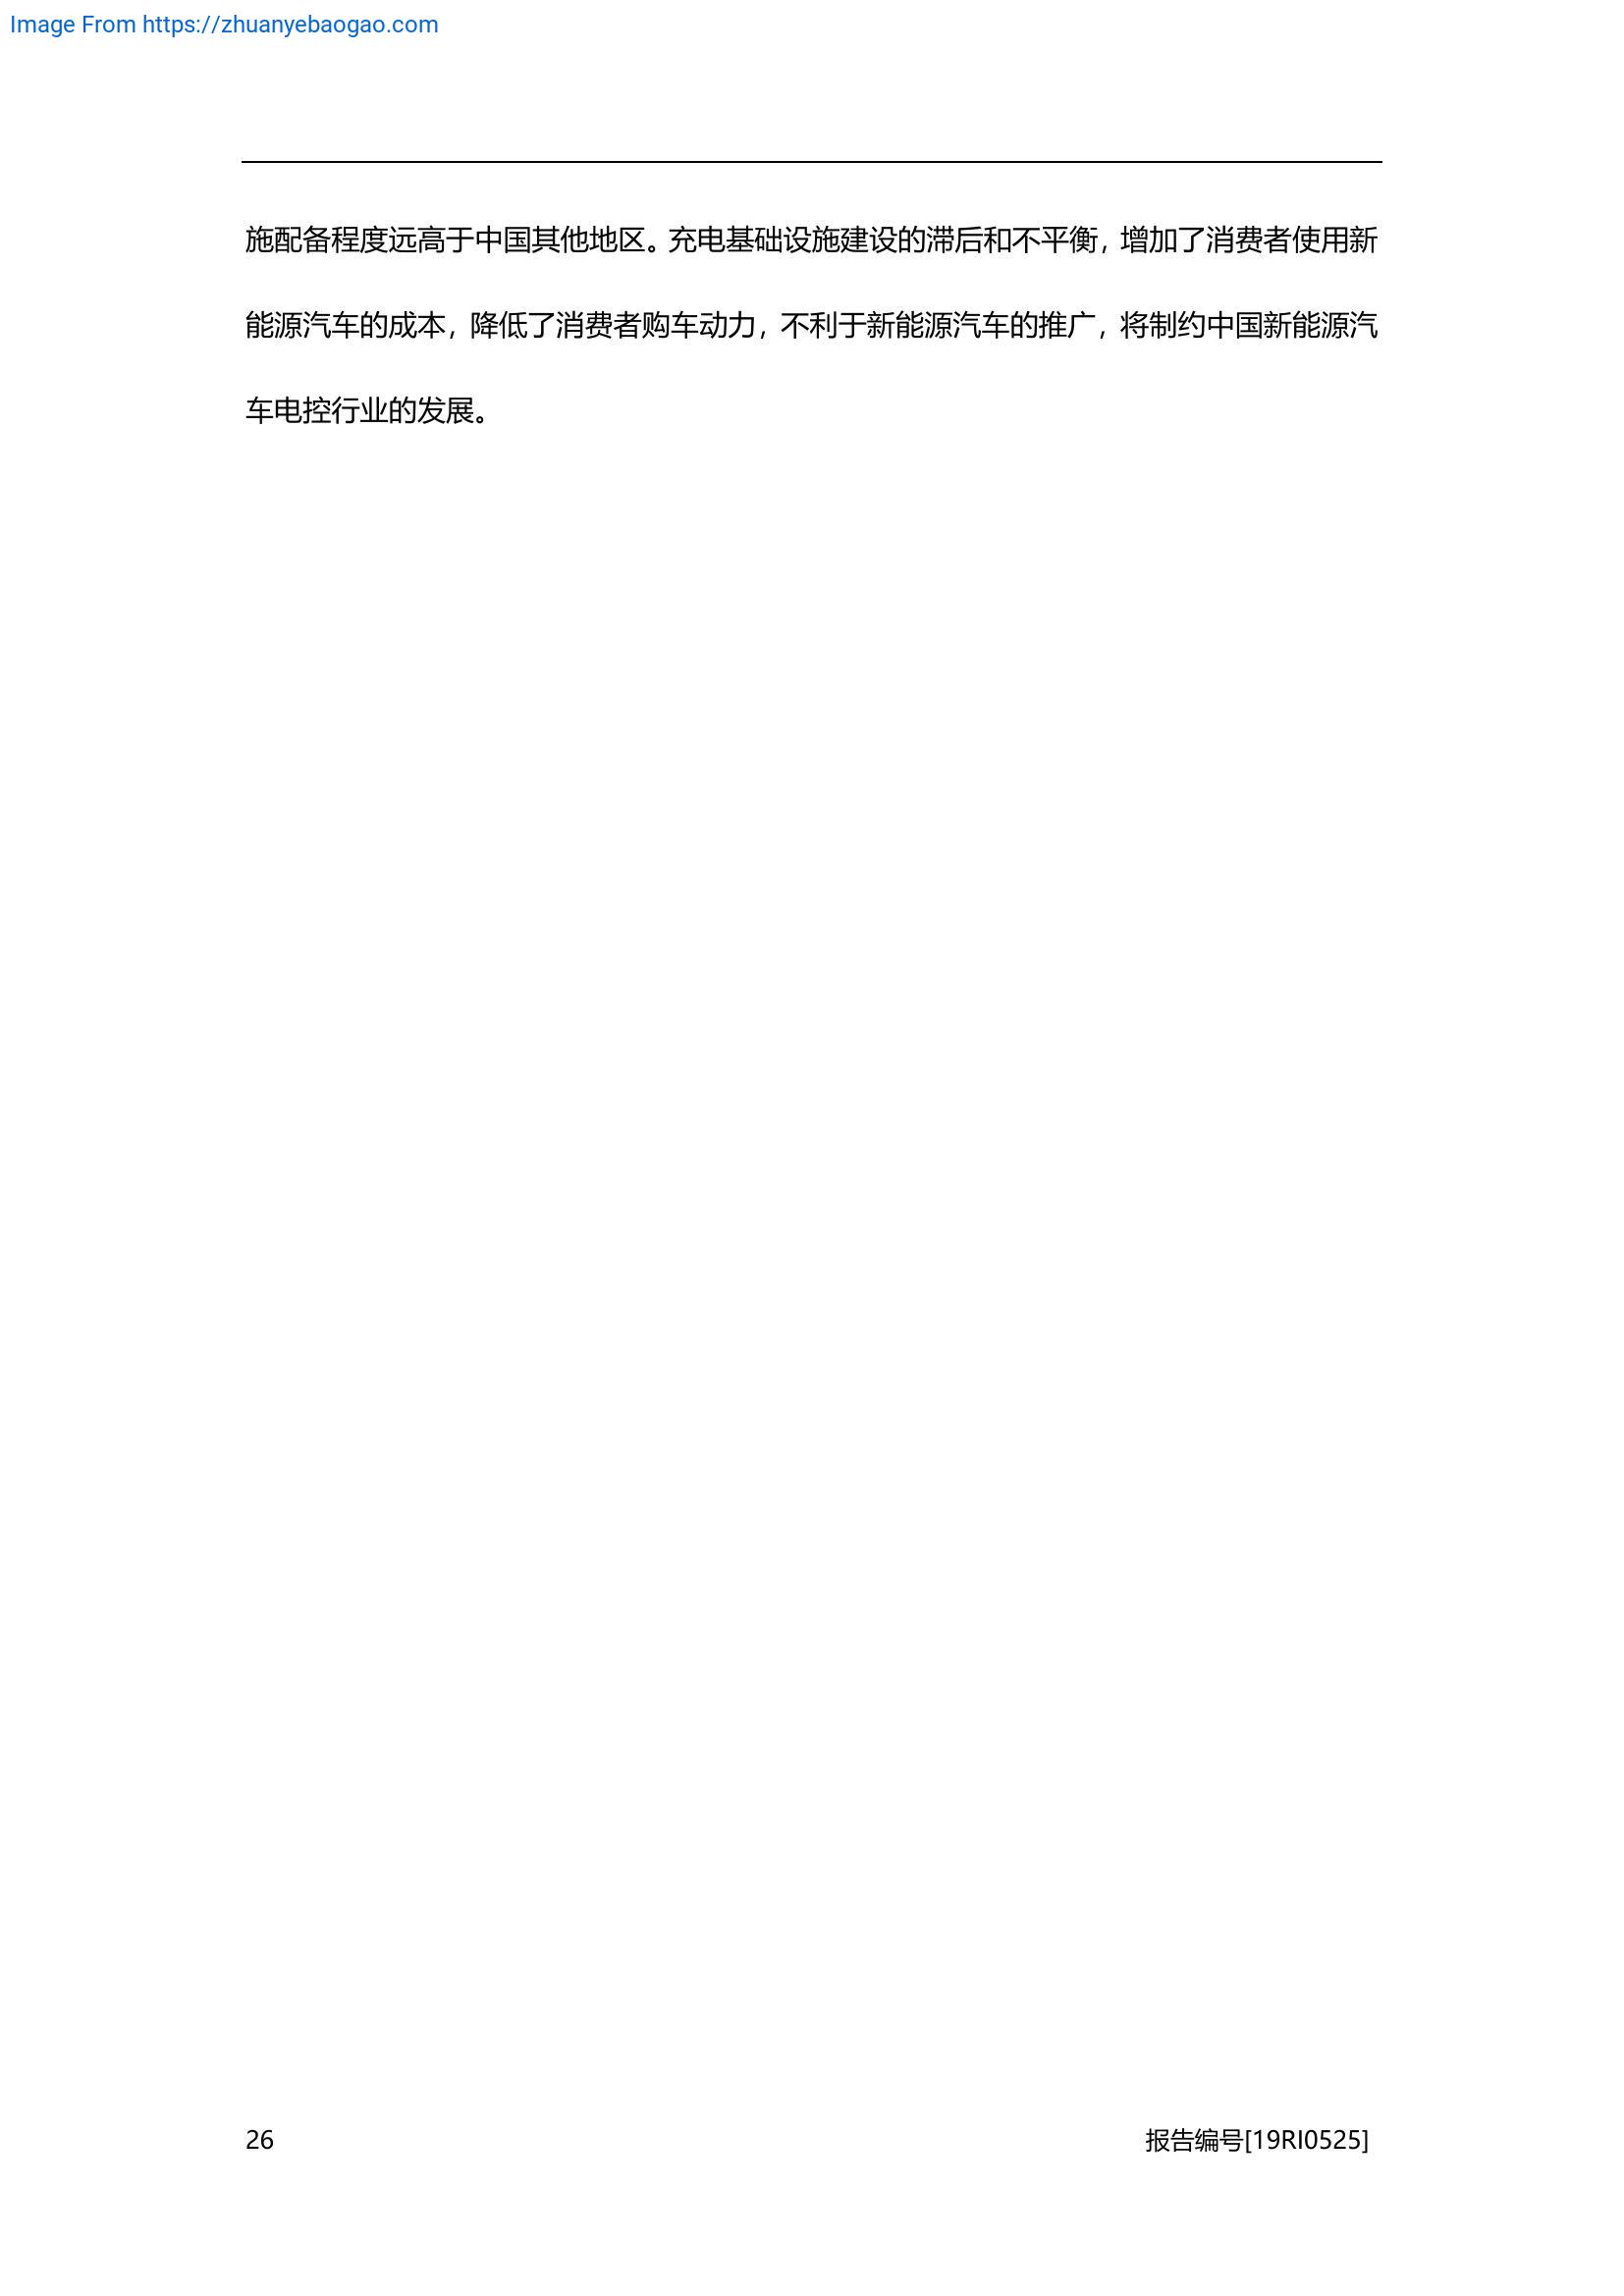 Image From https://zhuanyebaogao.com
施配备程度远高于中国其他地区。充电基础设施建设的滞后和不平衡，增加了消费者使用新
能源汽车的成本，降低了消费者购车动力，不利于新能源汽车的推广，将制约中国新能源汽
车电控行业的发展。
26 报告编号[19RI0525]